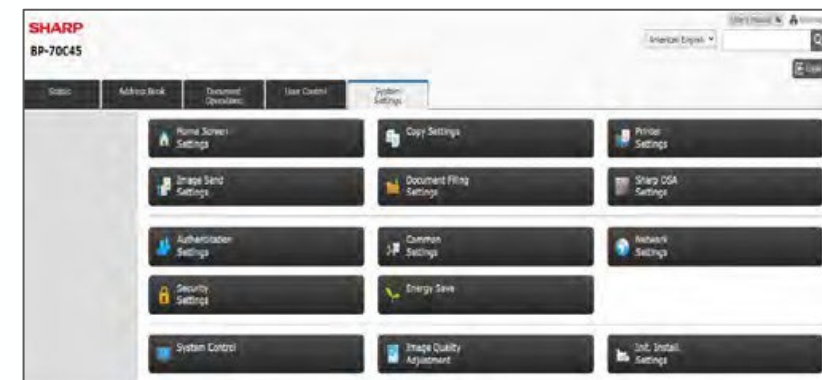 SHARP
User's Manual
BP-70C45
American English
Status
Address Book
Document
Operations
User Control
System
Settings
Home Screen
Settings
Copy Settings
Printer
Settings
Image Send
Settings
Document Filing
Settings
Sharp OSA
Settings
Authentication
Settings
Common
Settings
Network
Settings
Security
Settings
Energy Save
System Control
Image Quality
Adjustment
Init. Install.
Settings